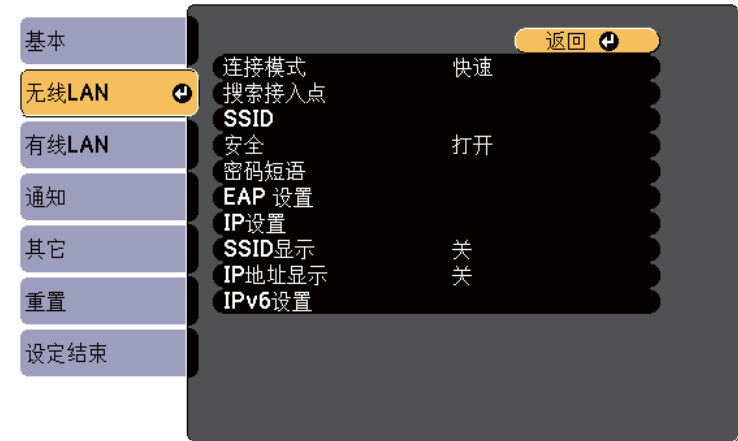 基本
无线LAN
有线LAN
通知
其它
重置
设定结束
返回
连接模式 快速
搜索接入点
SSID
安全 打开
密码短语
EAP 设置
IP设置
SSID显示 关
IP地址显示 关
IPv6设置